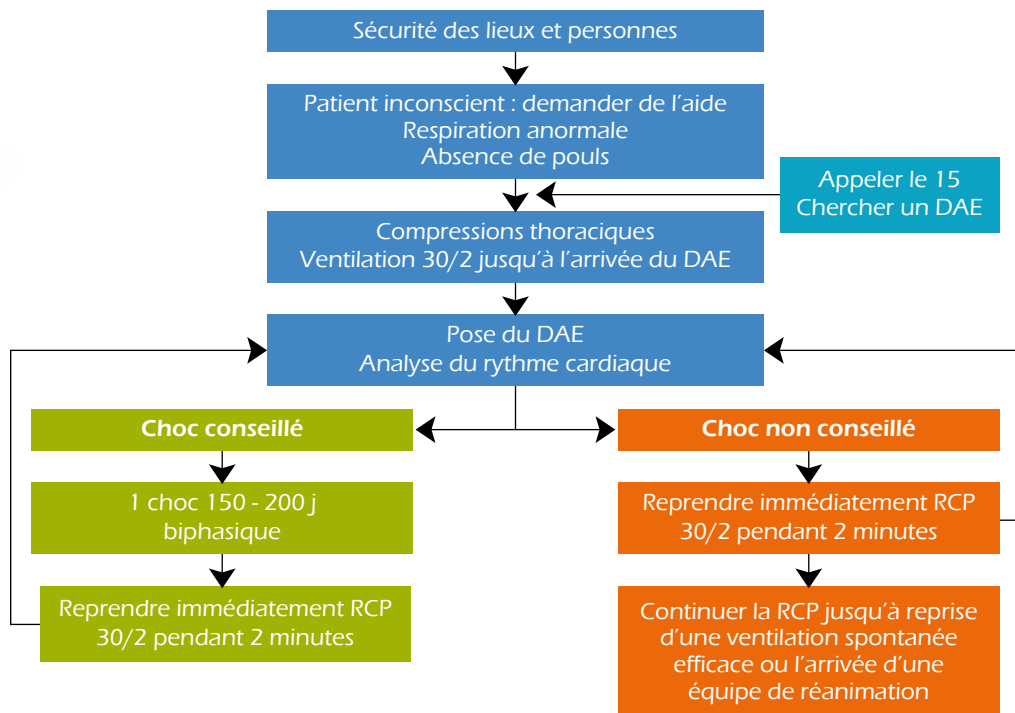 Sécurité des lieux et personnes
Patient inconscient : demander de l'aide
Respiration anormale
Absence de pouls
Appeler le 15
Chercher un DAE
Compressions thoraciques
Ventilation 30/2 jusqu'à l'arrivée du DAE
Pose du DAE
Analyse du rythme cardiaque
Choc conseillé
1 choc 150 - 200 j
biphasique
Reprendre immédiatement RCP
30/2 pendant 2 minutes
Choc non conseillé
Reprendre immédiatement RCP
30/2 pendant 2 minutes
Continuer la RCP jusqu'à reprise
d'une ventilation spontanée
efficace ou l'arrivée d'une
équipe de réanimation